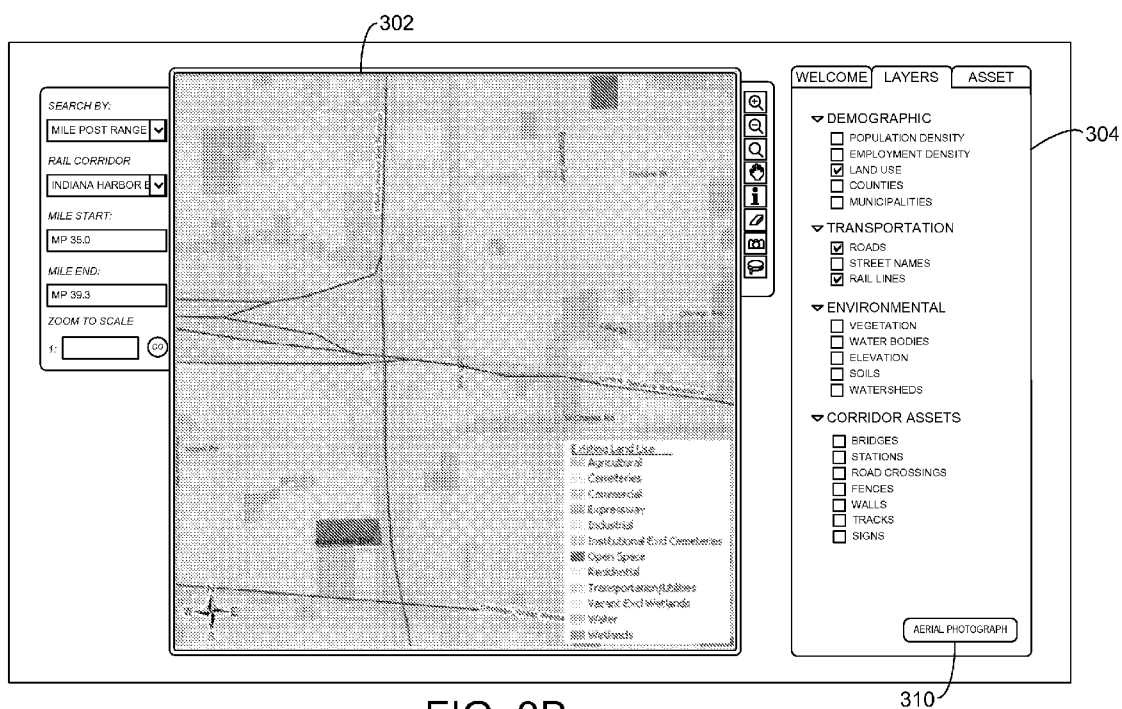 302
SEARCH BY:
MILE POST RANGE
RAIL CORRIDOR
INDIANA HARBOR B
MILE START:
MP 35.0
MILE END:
MP 39.3
ZOOM TO SCALE
1:
GO
N
W E
S
Existing Land Use
Agricultural
Cemeteries
Commercial
Expressway
Industrial
Institutional Excl Cemeteries
Open Space
Residential
Transportation/Utilities
Vacant Excl Wetlands
Water
Wetlands
WELCOME LAYERS ASSET
304
DEMOGRAPHIC
POPULATION DENSITY
EMPLOYMENT DENSITY
LAND USE
COUNTIES
MUNICIPALITIES
TRANSPORTATION
ROADS
STREET NAMES
RAIL LINES
ENVIRONMENTAL
VEGETATION
WATER BODIES
ELEVATION
SOILS
WATERSHEDS
CORRIDOR ASSETS
BRIDGES
STATIONS
ROAD CROSSINGS
FENCES
WALLS
TRACKS
SIGNS
AERIAL PHOTOGRAPH
310